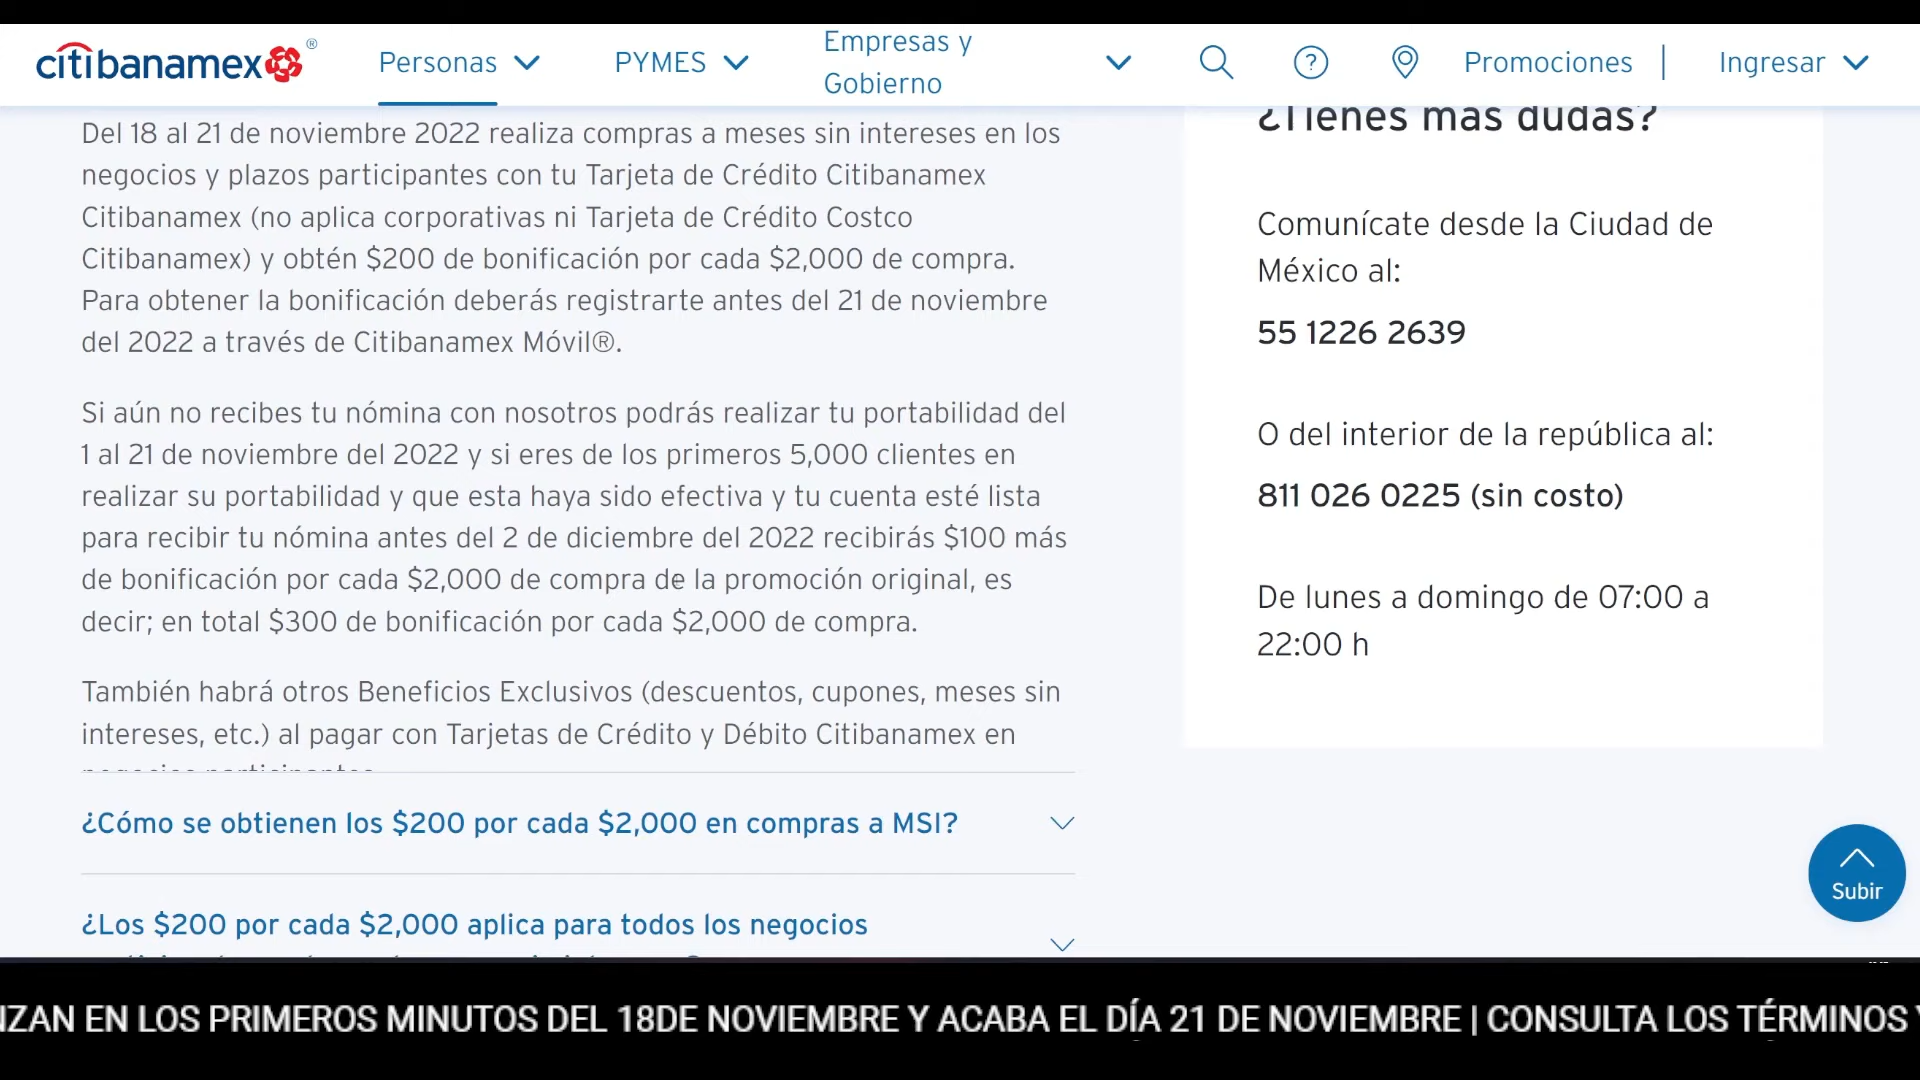 citibanamex®
Personas
PYMES
Empresas y
Gobierno
Promociones
Ingresar
Del 18 al 21 de noviembre 2022 realiza compras a meses sin intereses en los
negocios y plazos participantes con tu Tarjeta de Crédito Citibanamex
Citibanamex (no aplica corporativas ni Tarjeta de Crédito Costco
Citibanamex) y obtén $200 de bonificación por cada $2,000 de compra.
Para obtener la bonificación deberás registrarte antes del 21 de noviembre
del 2022 a través de Citibanamex Móvil®.
Si aún no recibes tu nómina con nosotros podrás realizar tu portabilidad del
1 al 21 de noviembre del 2022 y si eres de los primeros 5,000 clientes en
realizar su portabilidad y que esta haya sido efectiva y tu cuenta esté lista
para recibir tu nómina antes del 2 de diciembre del 2022 recibirás $100 más
de bonificación por cada $2,000 de compra de la promoción original, es
decir; en total $300 de bonificación por cada $2,000 de compra.
También habrá otros Beneficios Exclusivos (descuentos, cupones, meses sin
intereses, etc.) al pagar con Tarjetas de Crédito y Débito Citibanamex en
¿Cómo se obtienen los $200 por cada $2,000 en compras a MSI?
¿Los $200 por cada $2,000 aplica para todos los negocios
¿Tienes más dudas?
Comunícate desde la Ciudad de
México al:
55 1226 2639
O del interior de la república al:
811 026 0225 (sin costo)
De lunes a domingo de 07:00 a
22:00 h
Subir
NZAN EN LOS PRIMEROS MINUTOS DEL 18DE NOVIEMBRE Y ACABA EL DÍA 21 DE NOVIEMBRE | CONSULTA LOS TÉRMINOS Y